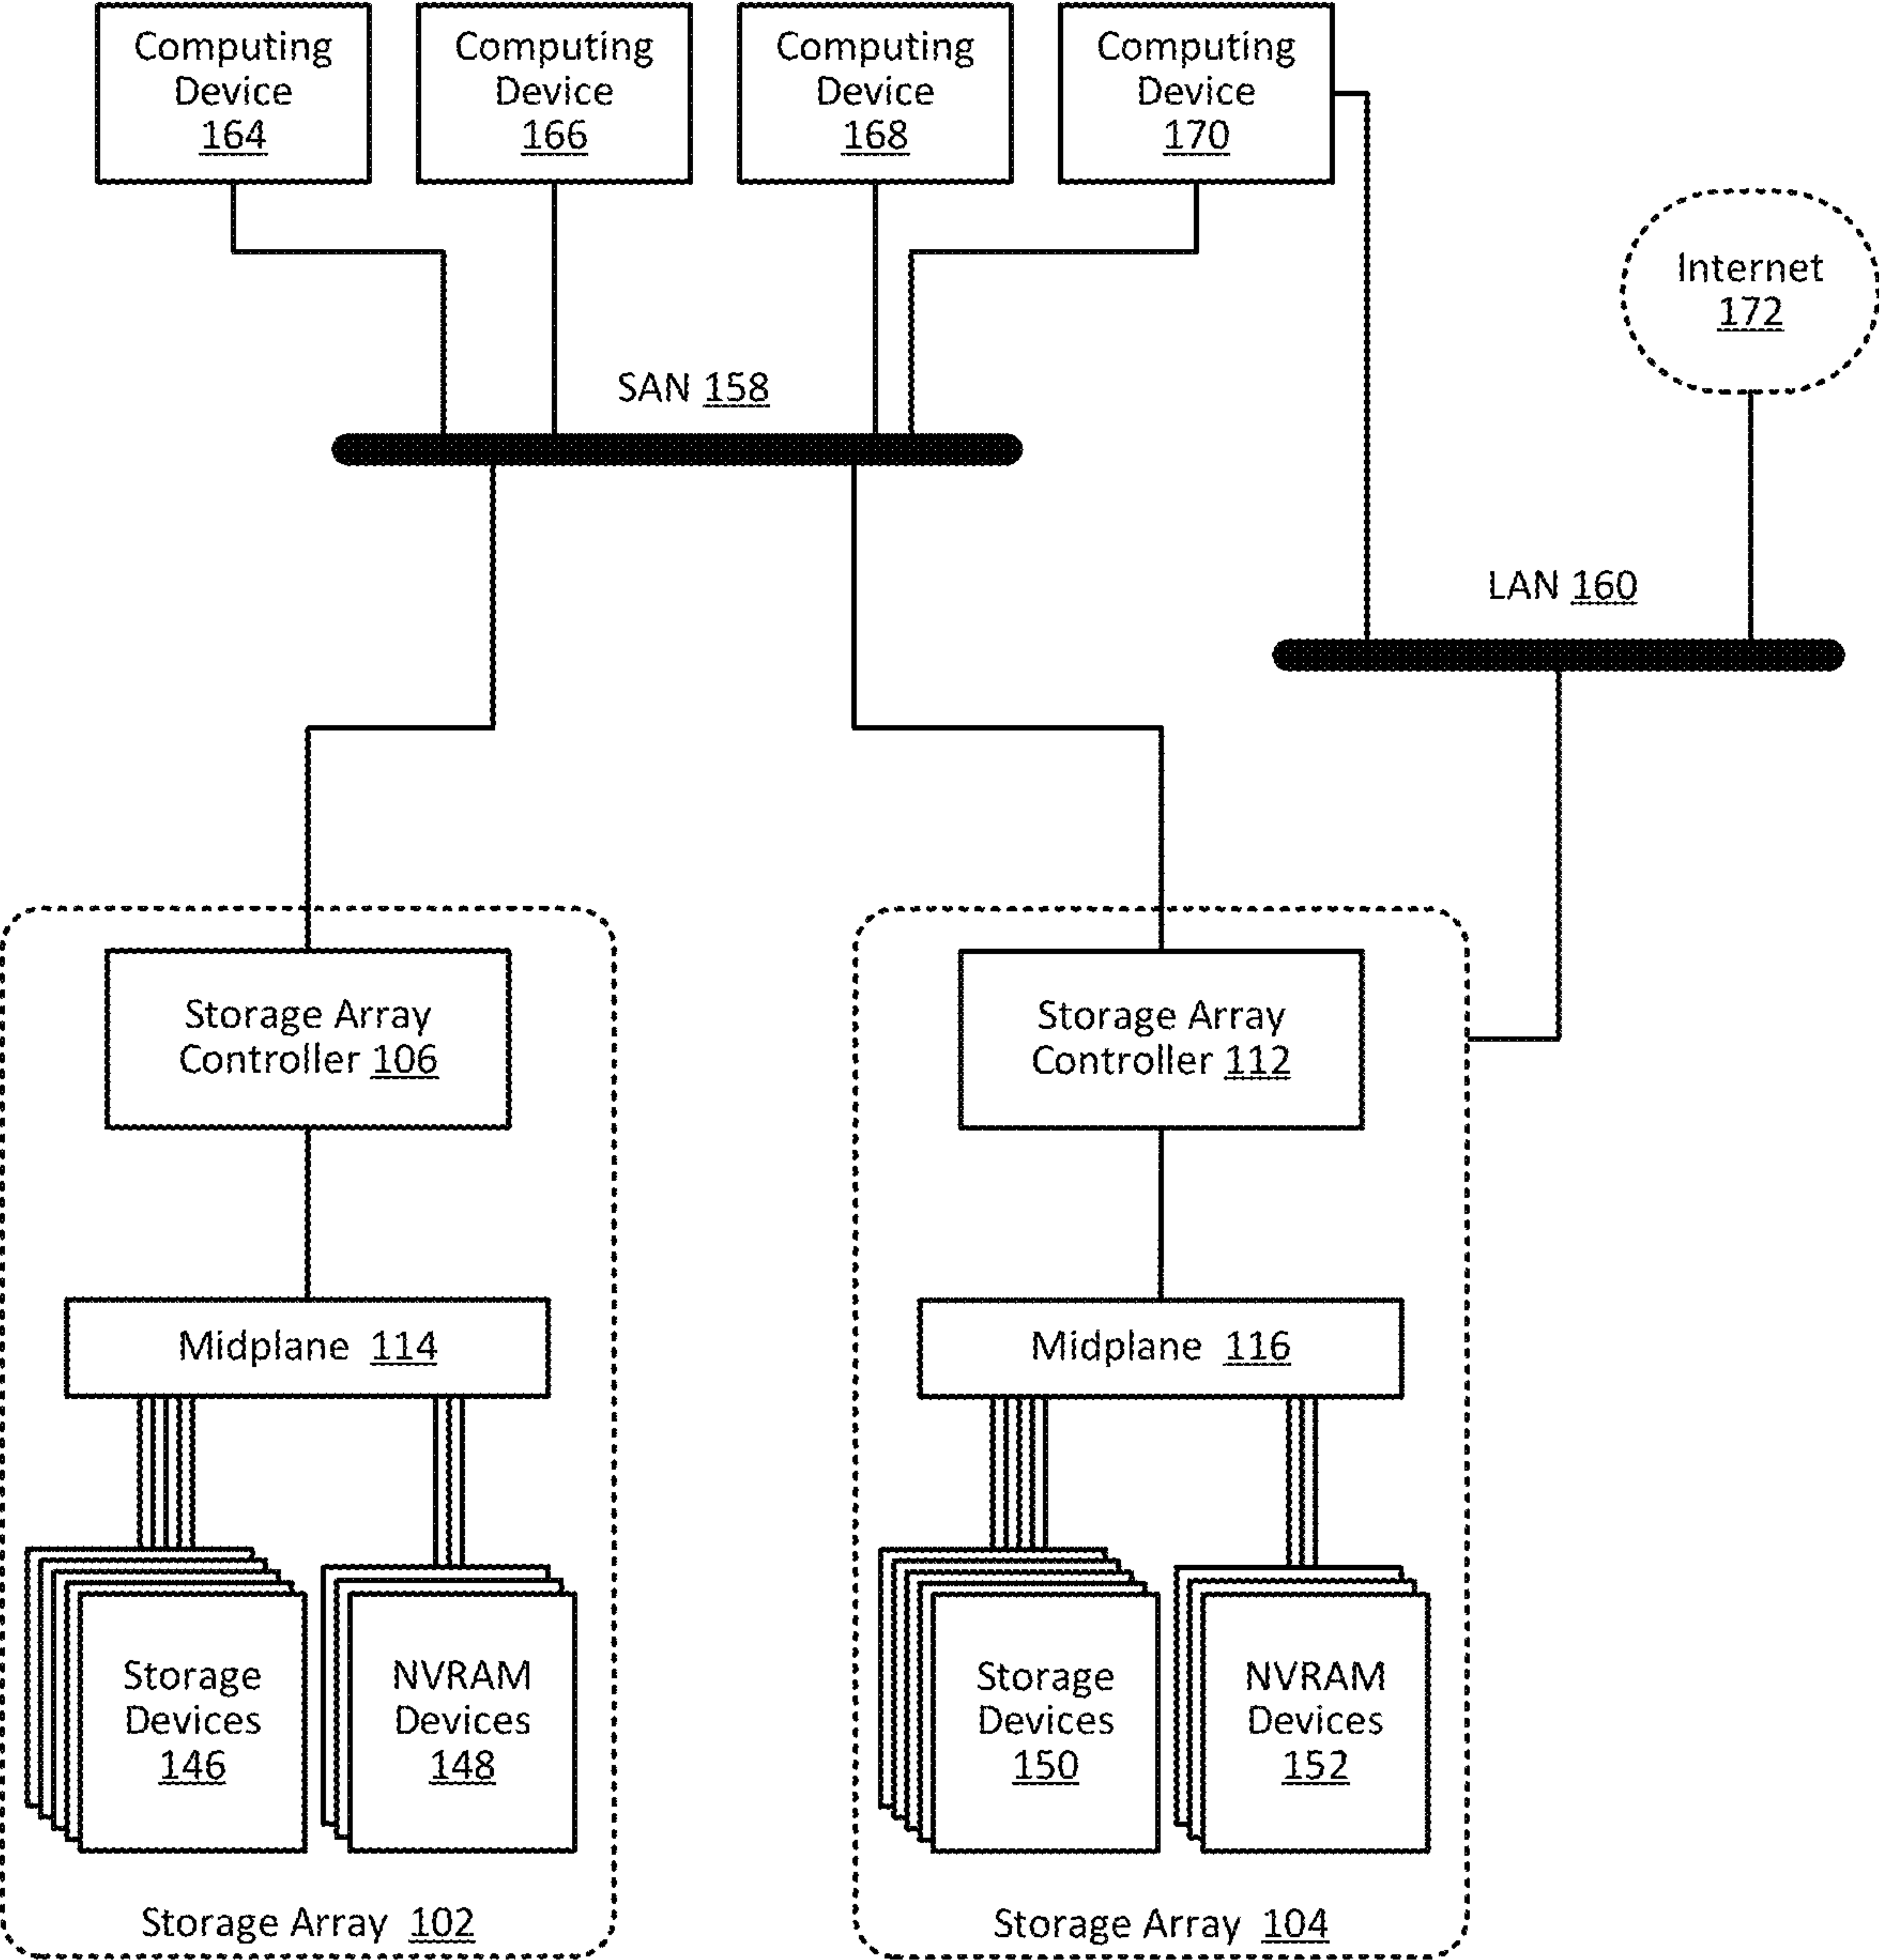 Computing
Device
164
Computing
Device
166
Computing
Device
168
Computing
Device
170
Internet
172
SAN 158
LAN 160
Storage Array
Controller 106
Storage Array
Controller 112
Midplane 114
Midplane 116
Storage
Devices
146
NVRAM
Devices
148
Storage
Devices
150
NVRAM
Devices
152
Storage Array 102
Storage Array 104